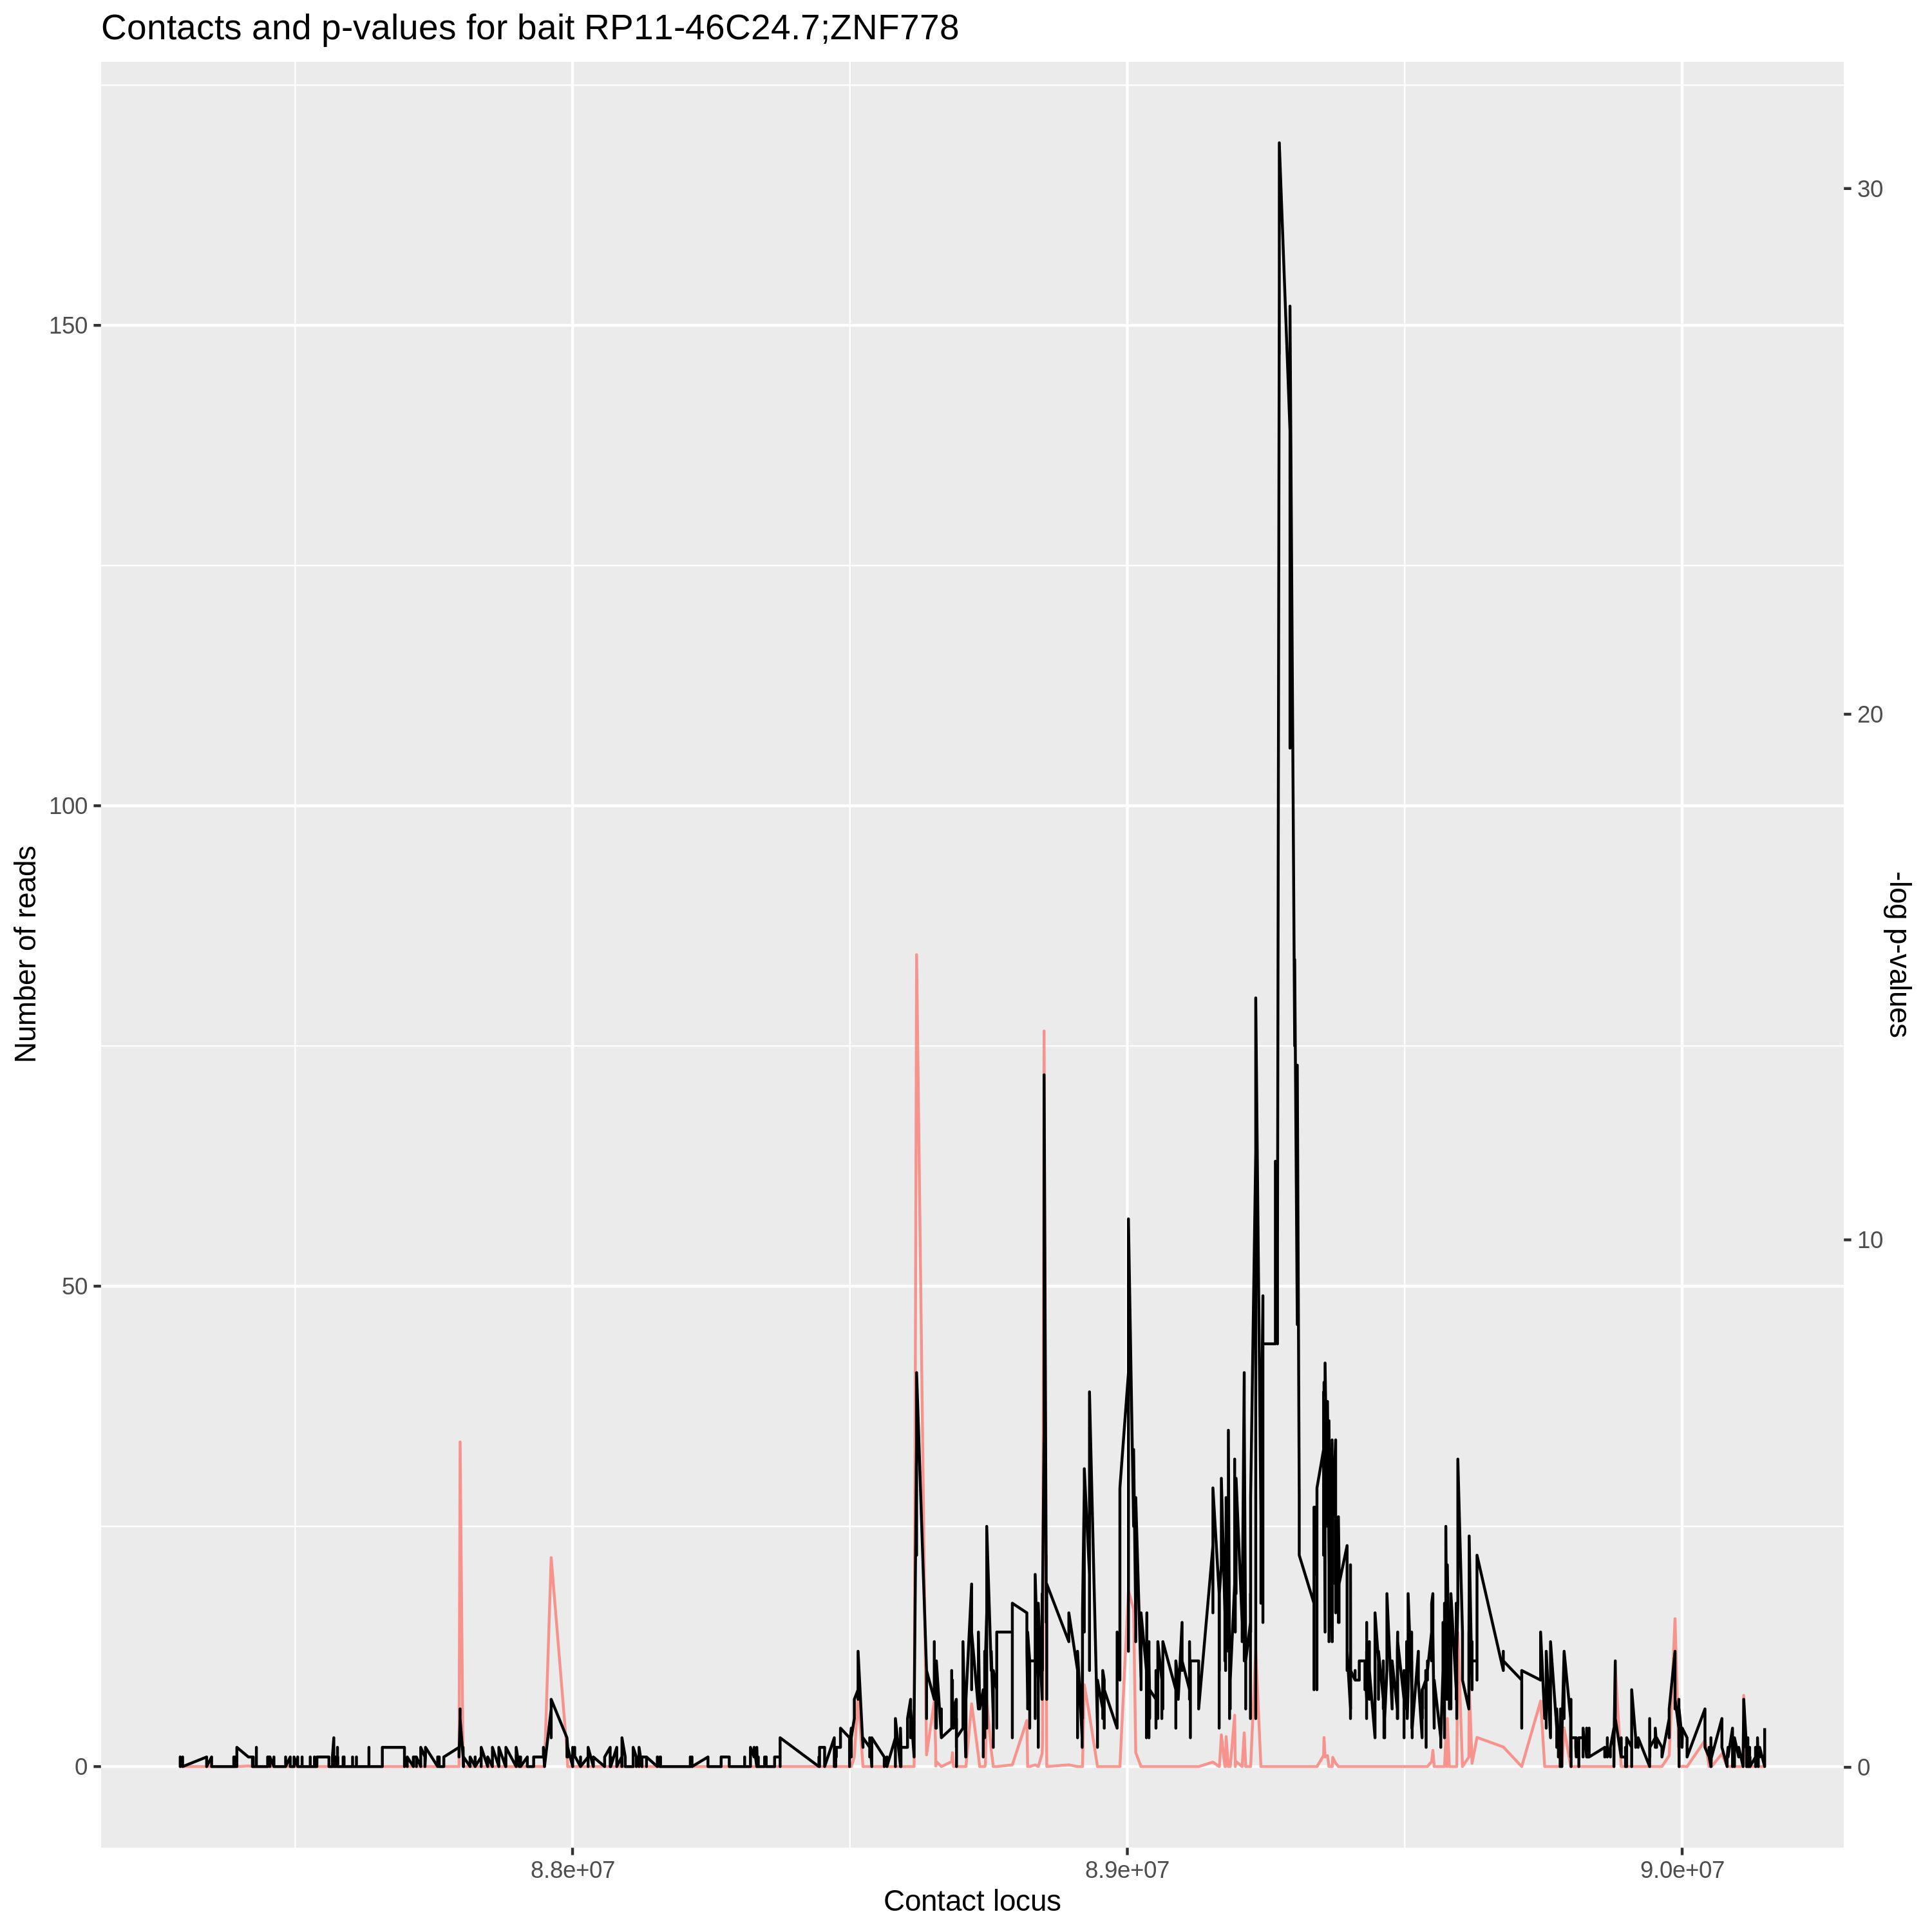 Contacts and p-values for bait RP11-46C24.7;ZNF778
Number of reads
150
100
50
0
30
20
10
0
-log p-values
8.8e+07
8.9e+07
9.0e+07
Contact locus